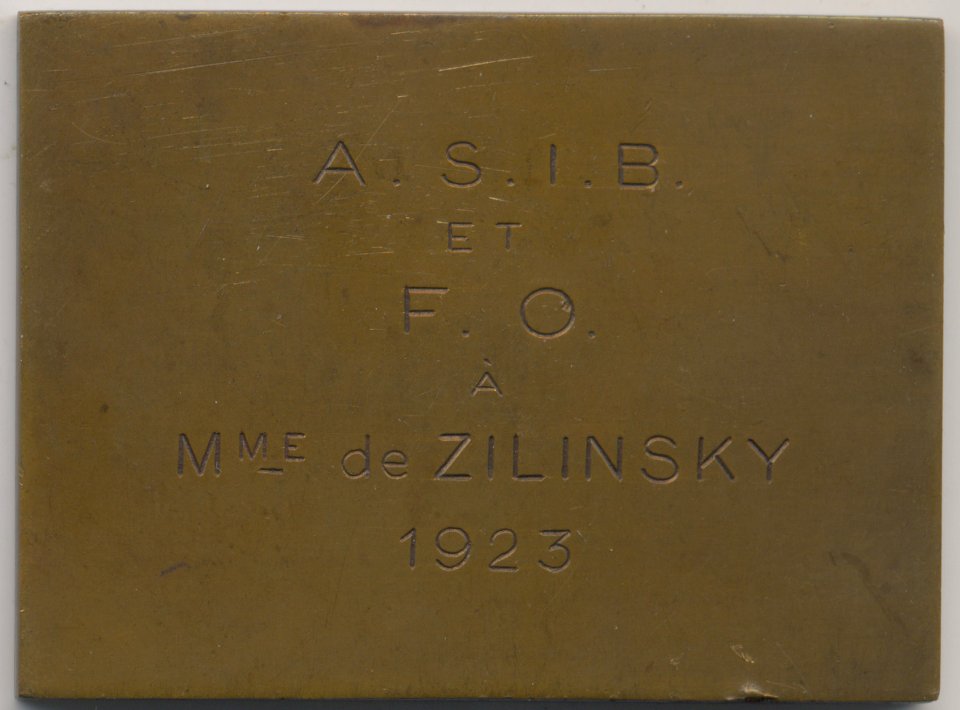 A. S. I. B.
ET
F. O.
À
MME de ZILINSKY
1923